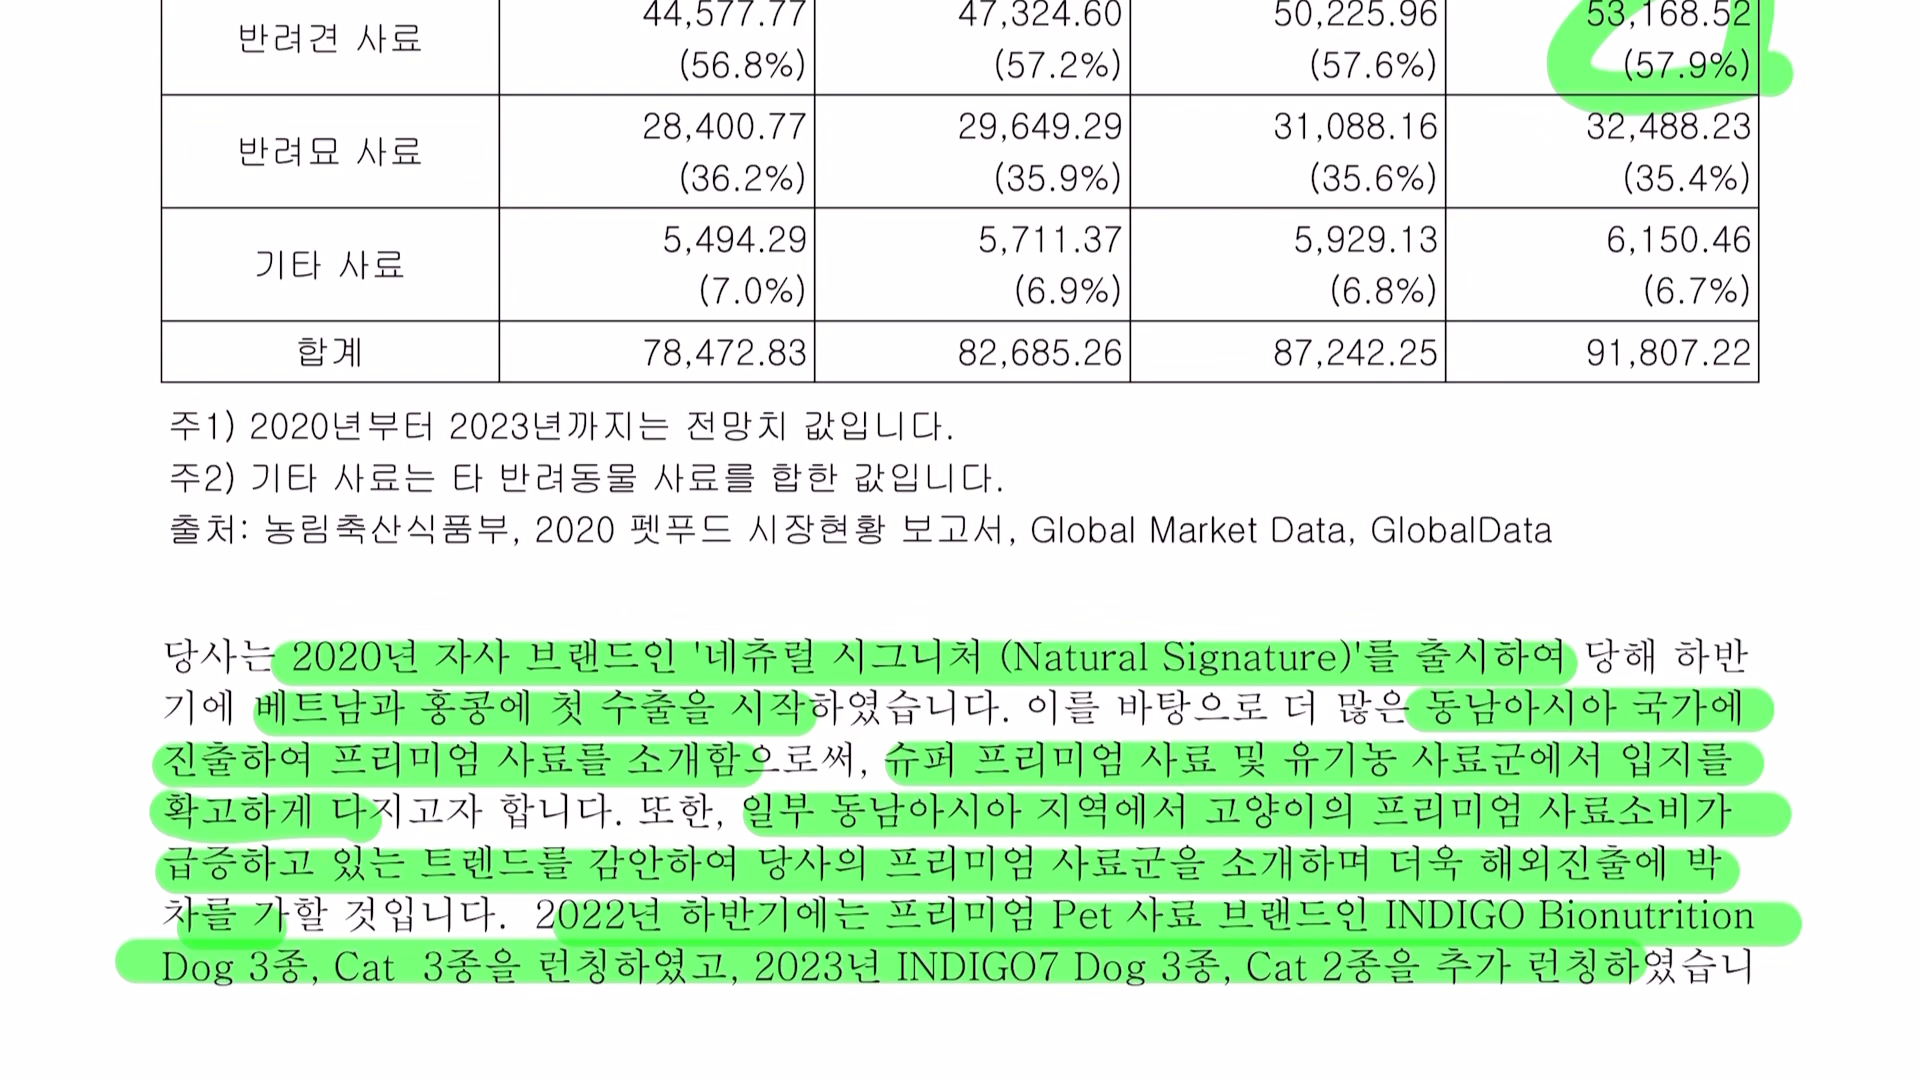 44,577.77 47,324.60 50,225.96 53,168.52
반려견 사료
(56.8%) (57.2%) (57.6%) (57.9%)
28,400.77 29,649.29 31,088.16 32,488.23
반려묘 사료
(36.2%) (35.9%) (35.6%) (35.4%)
5,494.29 5,711.37 5,929.13 6,150.46
기타 사료
(7.0%) (6.9%) (6.8%) (6.7%)
합계 78,472.83 82,685.26 87,242.25 91,807.22
주1) 2020년부터 2023년까지는 전망치 값입니다.
주2) 기타 사료는 타 반려동물 사료를 합한 값입니다.
출처: 농림축산식품부, 2020 펫푸드 시장현황 보고서, Global Market Data, GlobalData
당사는 2020년 자사 브랜드인 '네츄럴 시그니처 (Natural Signature)'를 출시하여 당해 하반
기에 베트남과 홍콩에 첫 수출을 시작하였습니다. 이를 바탕으로 더 많은 동남아시아 국가에
진출하여 프리미엄 사료를 소개함으로써, 슈퍼 프리미엄 사료 및 유기농 사료군에서 입지를
확고하게 다지고자 합니다. 또한, 일부 동남아시아 지역에서 고양이의 프리미엄 사료소비가
급증하고 있는 트렌드를 감안하여 당사의 프리미엄 사료군을 소개하며 더욱 해외진출에 박
차를 가할 것입니다. 2022년 하반기에는 프리미엄 Pet 사료 브랜드인 INDIGO Bionutrition
Dog 3종, Cat 3종을 런칭하였고, 2023년 INDIGO7 Dog 3종, Cat 2종을 추가 런칭하였습니